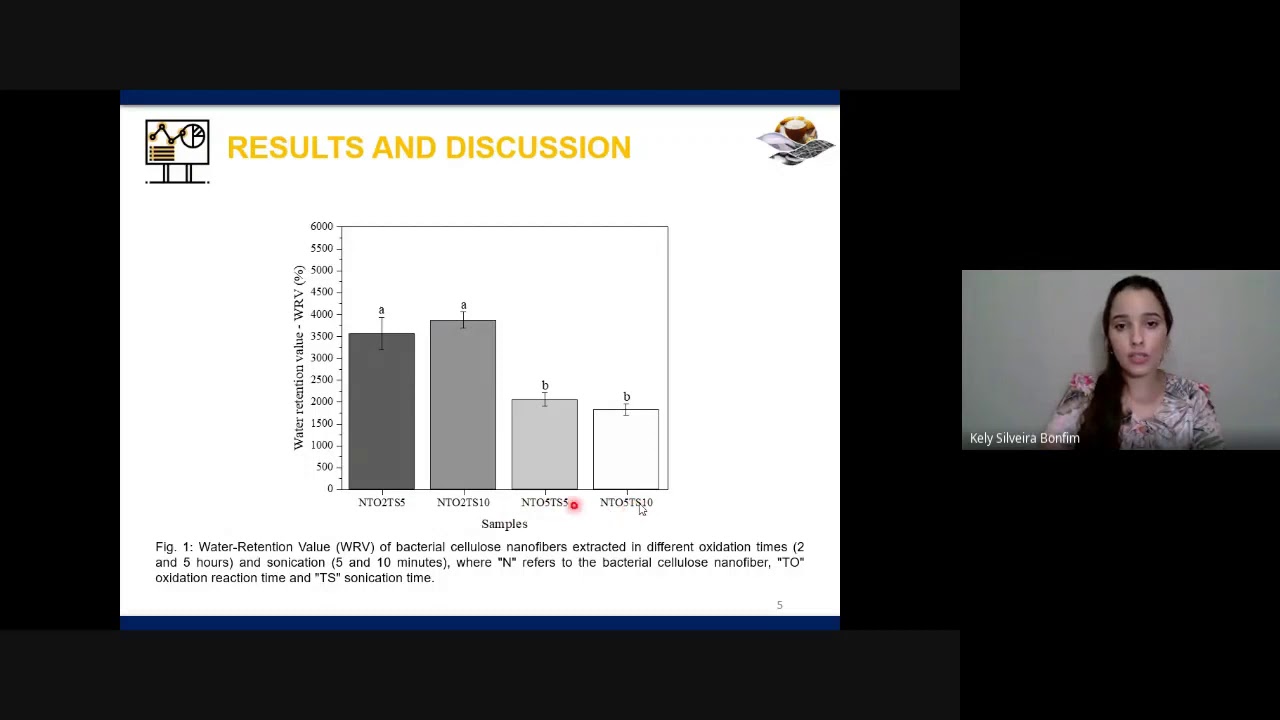 RESULTS AND DISCUSSION
6000
5500
5000
4500
4000
3500
3000
2500
2000
1500
1000
500
0
Water retention value - WRV (%)
a
a
b
b
NTO2TS5 NTO2TS10 NTO5TS5 NTO5TS10
Samples
Fig. 1: Water-Retention Value (WRV) of bacterial cellulose nanofibers extracted in different oxidation times (2
and 5 hours) and sonication (5 and 10 minutes), where "N" refers to the bacterial cellulose nanofiber, "TO"
oxidation reaction time and "TS" sonication time.
5
Kely Silveira Bonfim